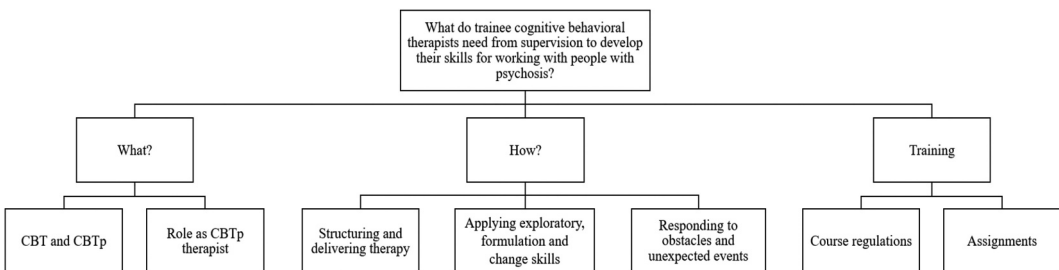 What do trainee cognitive behavioral
therapists need from supervision to develop
their skills for working with people with
psychosis?
What?
How?
Training
CBT and CBTp
Role as CBTp
therapist
Structuring and
delivering therapy
Applying exploratory,
formulation and
change skills
Responding to
obstacles and
unexpected events
Course regulations
Assignments